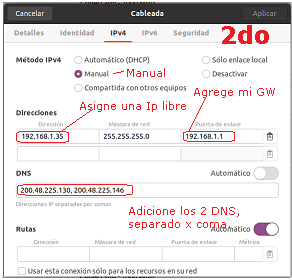 Cancelar Cableada Aplicar
2do
Detalles Identidad IPv4 IPv6 Seguridad
Método IPv4 Automático (DHCP) Sólo enlace local
Manual Manual Desactivar
Compartida con otros equipos
Asigne una Ip libre Agrege mi GW
Direcciones
Dirección Máscara de red Puerta de enlace
192.168.1.35 255.255.255.0 192.168.1.1
DNS Automático
200.48.225.130, 200.48.225.146
Direcciones IP separadas por comas
Adicione los 2 DNS,
separado x coma.
Rutas Automático
Dirección Máscara de red Puerta de enlace Métrica
Usar esta conexión sólo para los recursos en su red